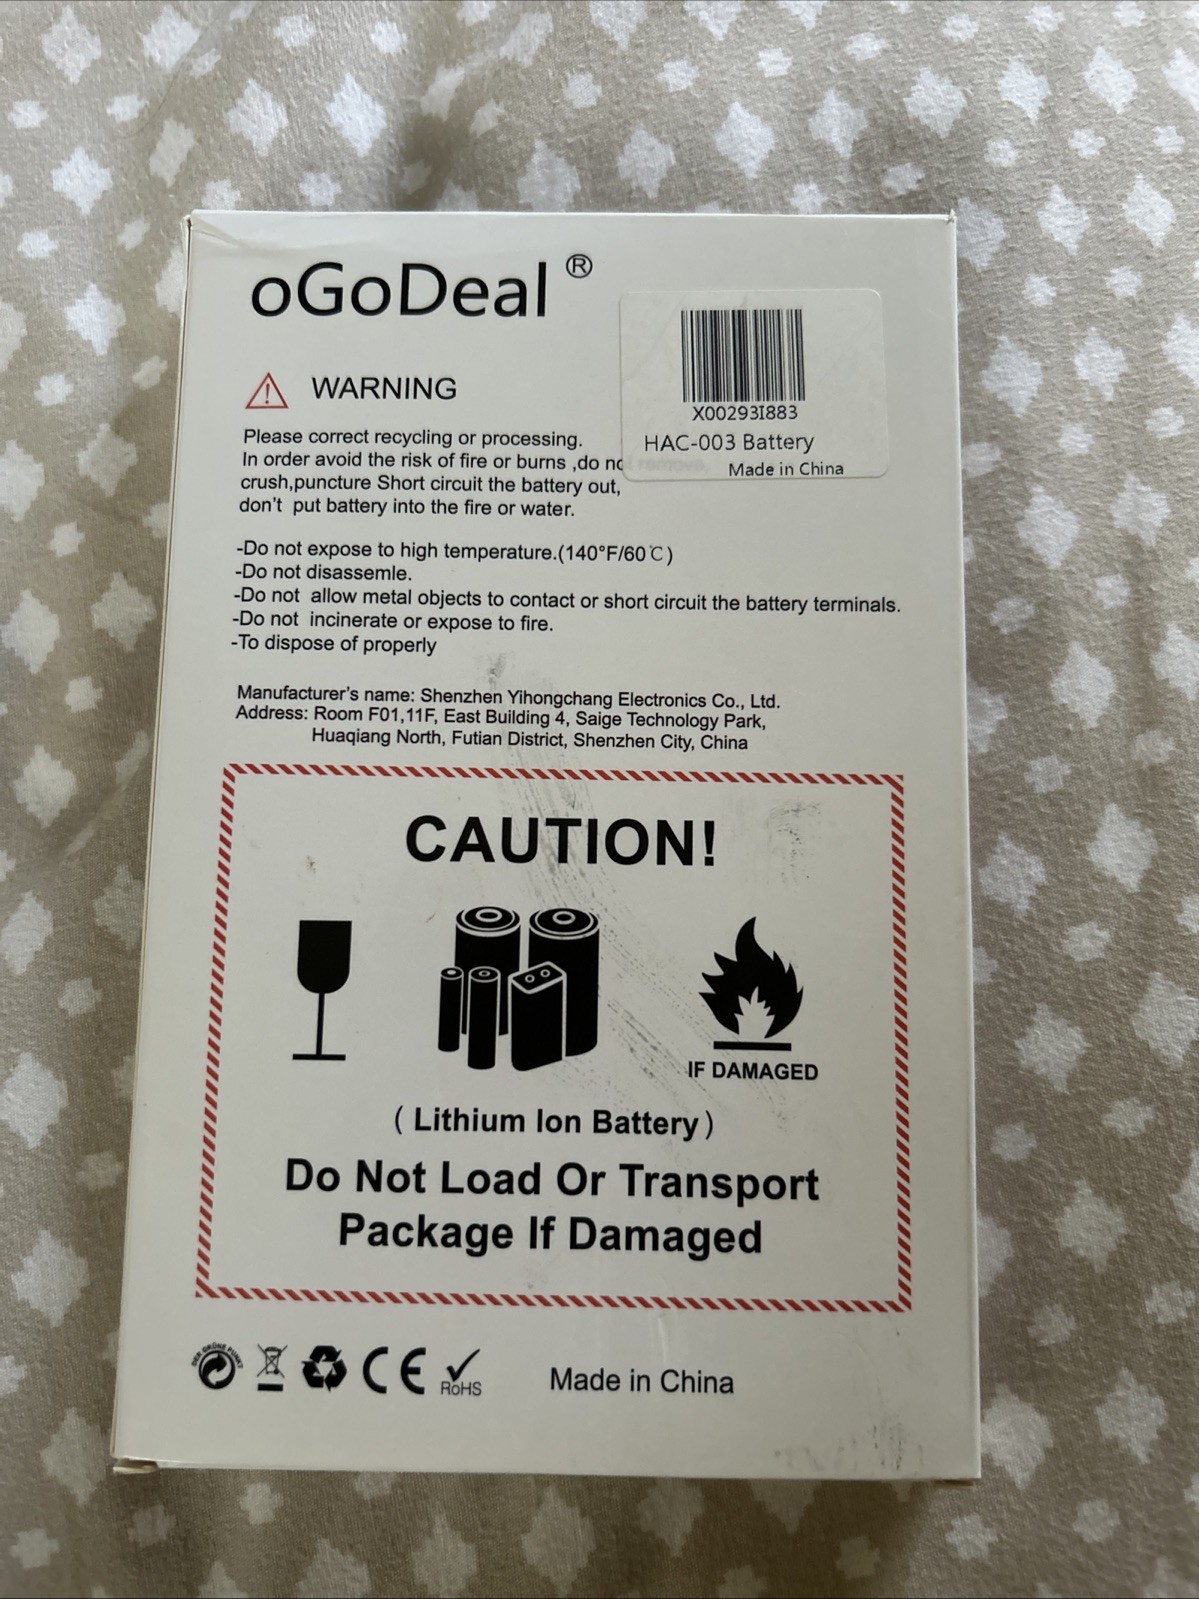 oGoDeal ®
X00293I883
HAC-003 Battery
Made in China
WARNING
Please correct recycling or processing.
In order avoid the risk of fire or burns ,do not remove,
crush,puncture Short circuit the battery out,
don't put battery into the fire or water.
-Do not expose to high temperature.(140°F/60℃)
-Do not disassemle.
-Do not allow metal objects to contact or short circuit the battery terminals.
-Do not incinerate or expose to fire.
-To dispose of properly
Manufacturer's name: Shenzhen Yihongchang Electronics Co., Ltd.
Address: Room F01,11F, East Building 4, Saige Technology Park,
Huaqiang North, Futian District, Shenzhen City, China
CAUTION!
IF DAMAGED
( Lithium Ion Battery )
Do Not Load Or Transport
Package If Damaged
DER GRÜNE PUNKT
CE
RoHS
Made in China